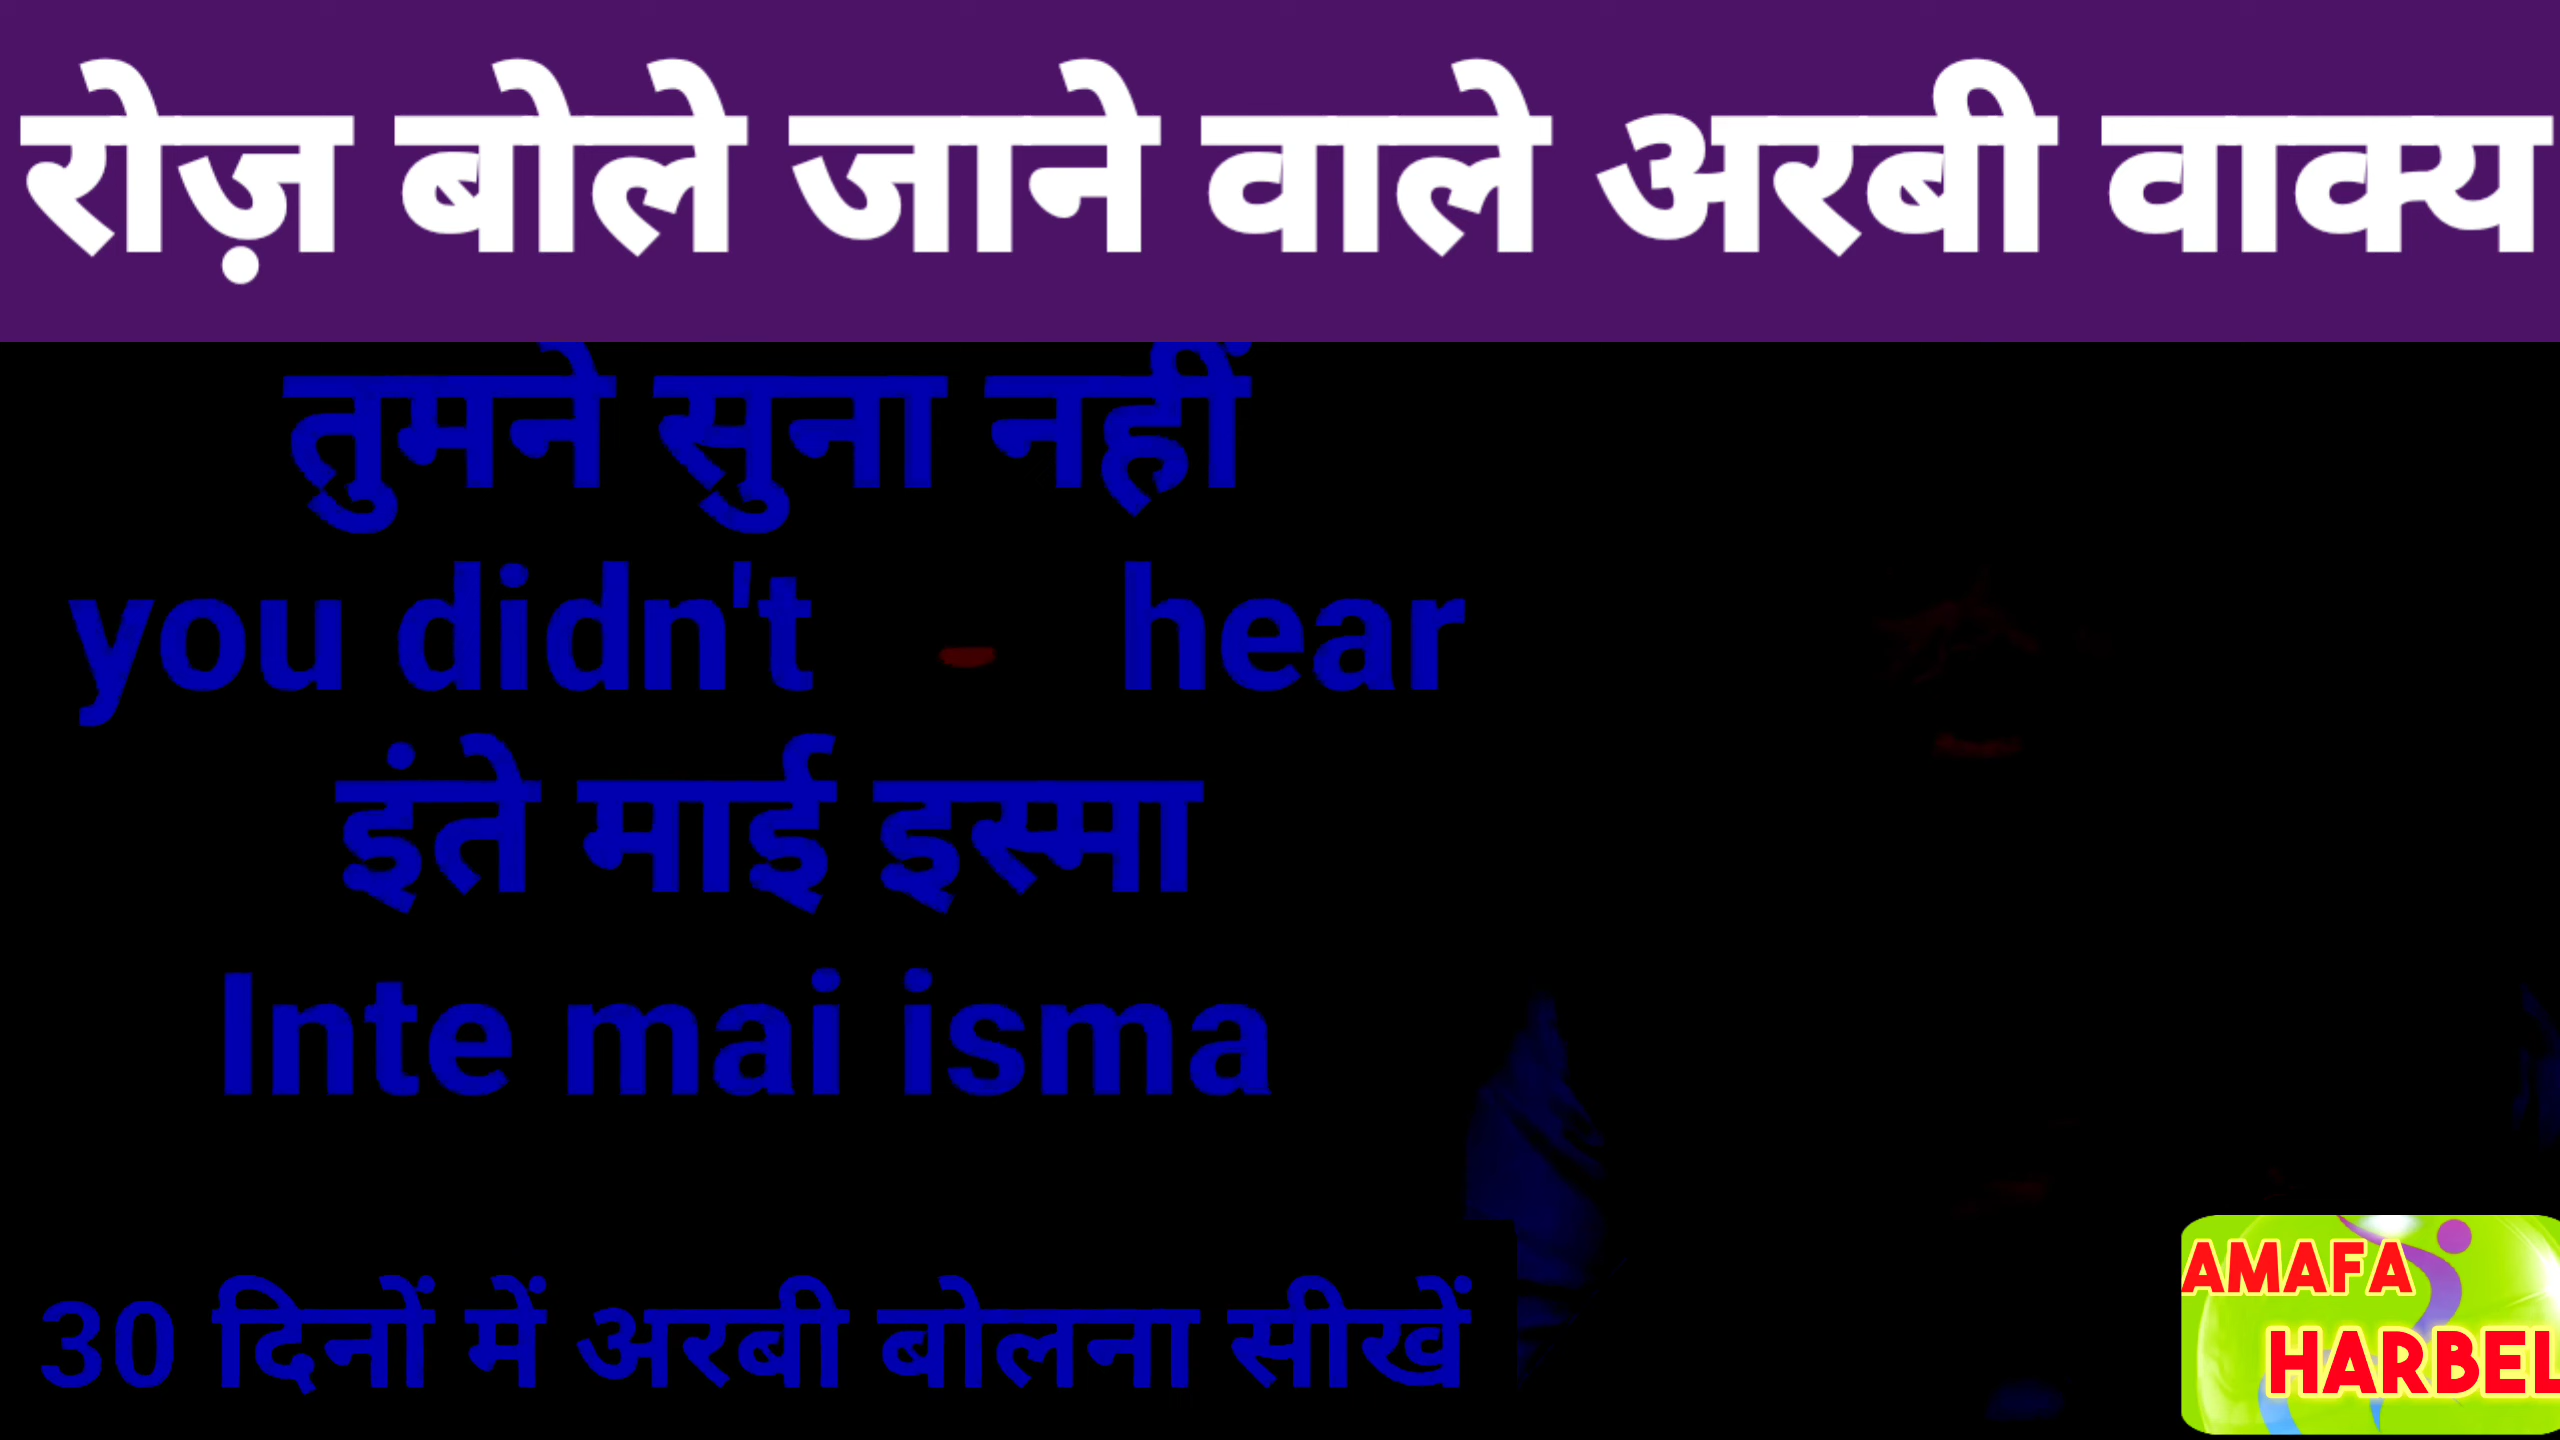 रोज़ बोले जाने वाले अरबी वाक्य
तुमने सुना नहीं
you didn't hear
इंते माई इस्मा
Inte mai isma
30 दिनों में अरबी बोलना सीखें
AMAFA
HARBEL